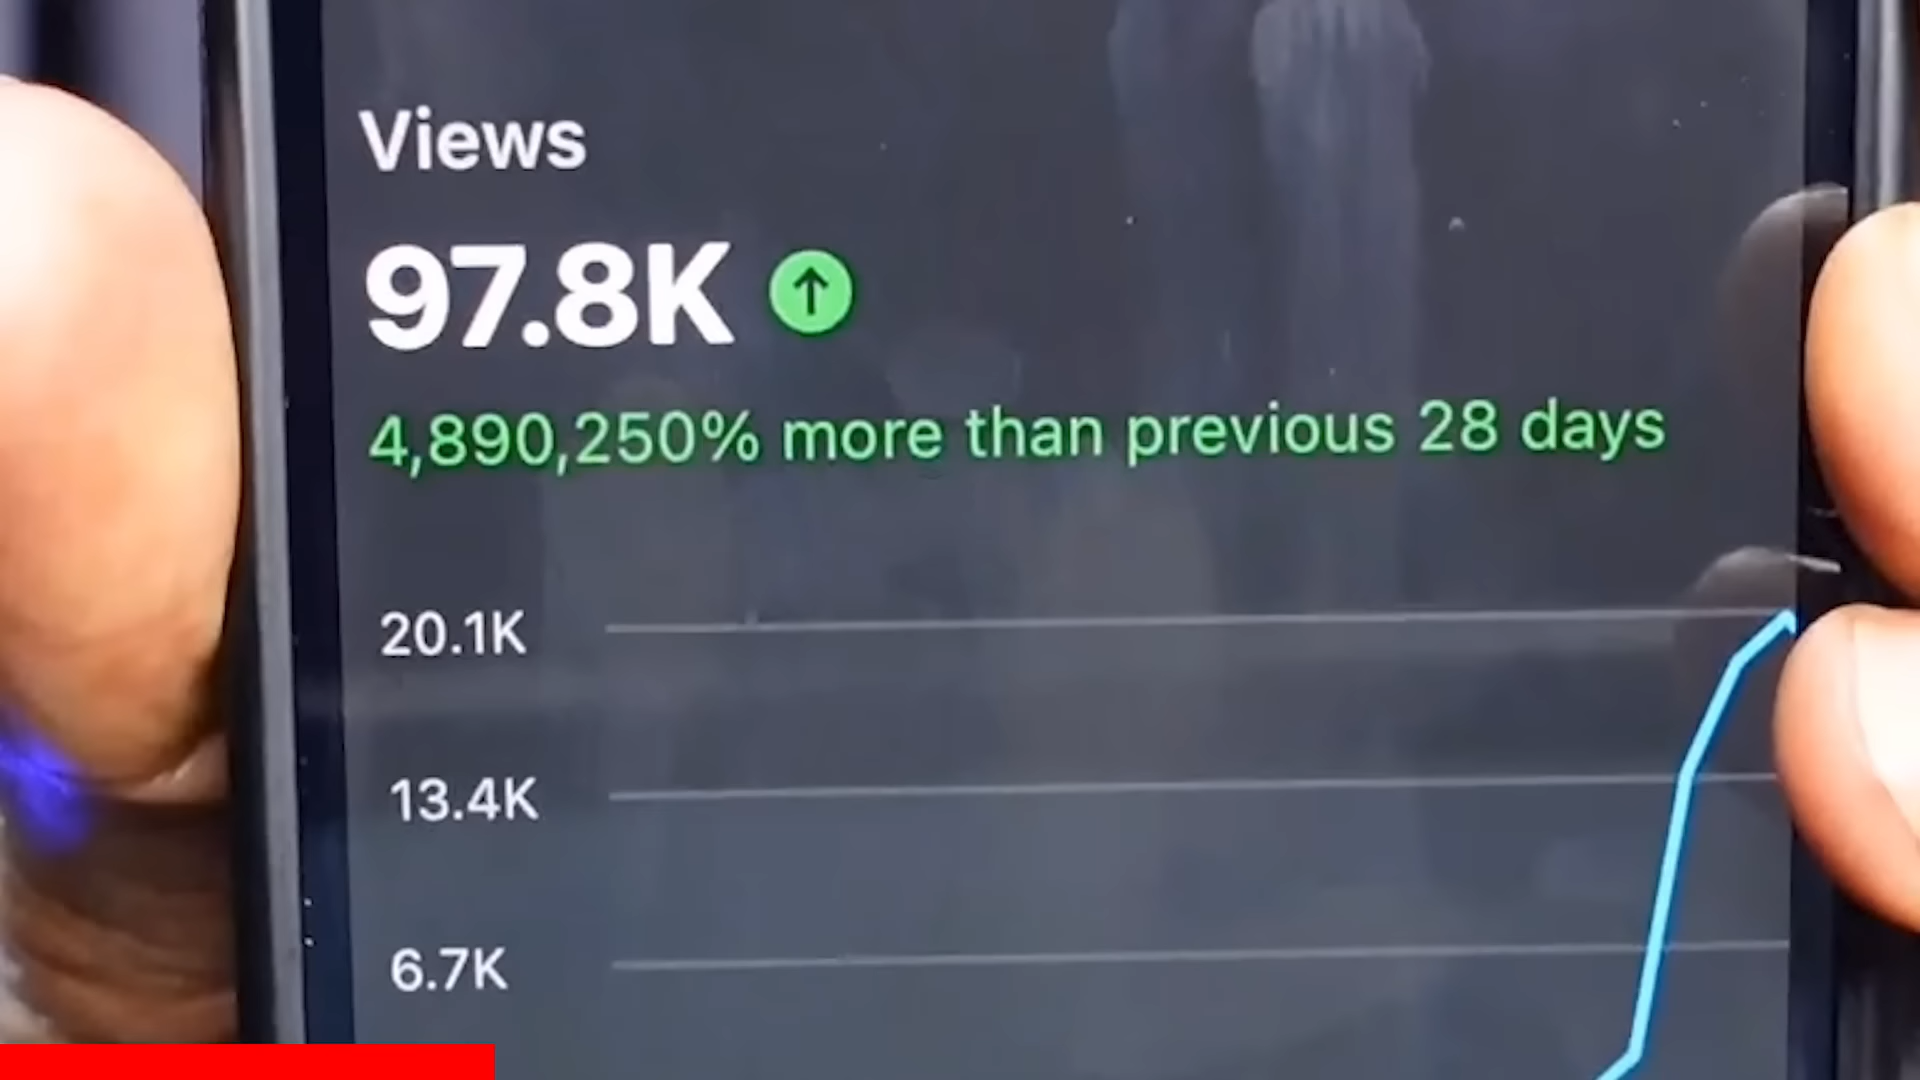 Views
97.8K
4,890,250% more than previous 28 days
20.1K
13.4K
6.7K